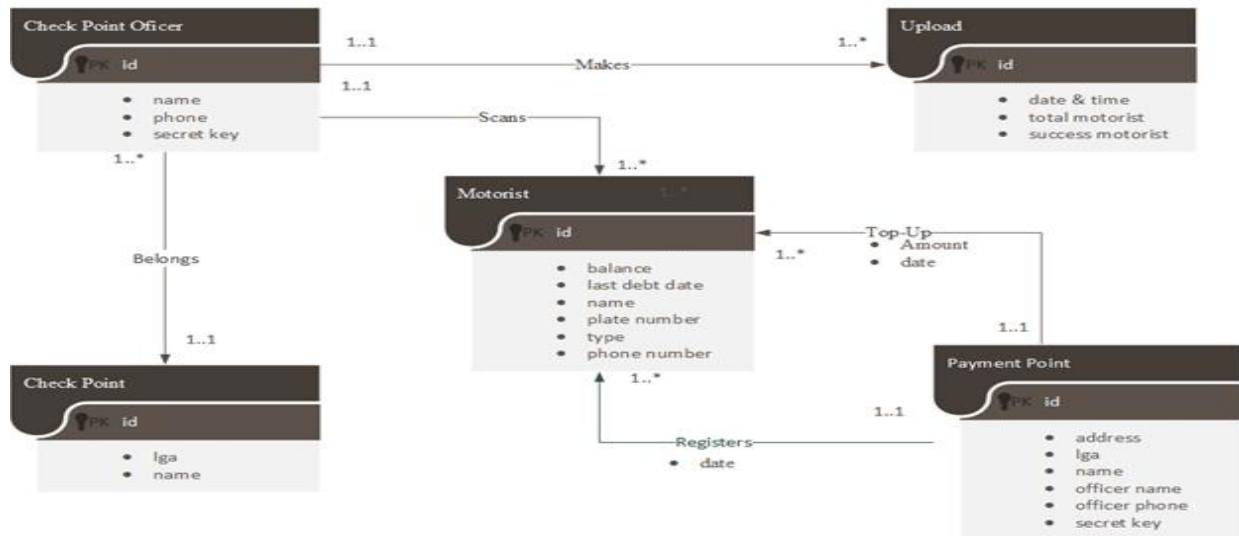 Check Point Oficer
PK id
name
phone
secret key
1..1
Makes
1..*
Upload
PK id
date & time
total motorist
success motorist
1..1
Scans
1..*
1..*
Belongs
1..1
Motorist
1..*
PK id
balance
last debt date
name
plate number
type
phone number
1..*
Top-Up
Amount
date
1..*
1..1
Check Point
PK id
lga
name
Payment Point
PK id
address
lga
name
officer name
officer phone
secret key
1..1
Registers
date